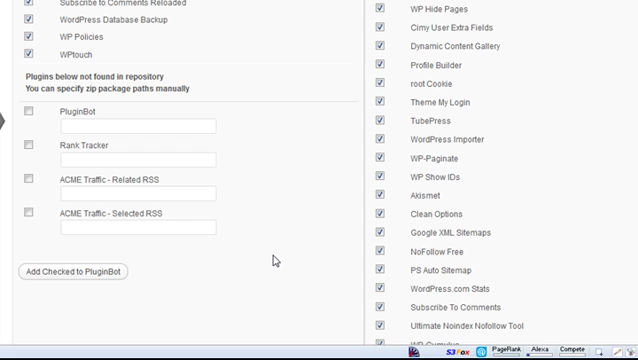 Subscribe to Comments Reloaded
WordPress Database Backup
WP Policies
WPtouch
Plugins below not found in repository
You can specify zip package paths manually
PluginBot
Rank Tracker
ACME Traffic - Related RSS
ACME Traffic - Selected RSS
Add Checked to PluginBot
WP Hide Pages
Cimy User Extra Fields
Dynamic Content Gallery
Profile Builder
root Cookie
Theme My Login
TubePress
WordPress Importer
WP-Paginate
WP Show IDs
Akismet
Clean Options
Google XML Sitemaps
NoFollow Free
PS Auto Sitemap
WordPress.com Stats
Subscribe To Comments
Ultimate Noindex Nofollow Tool
WP-Cumulus
S3Fox PageRank Alexa Compete